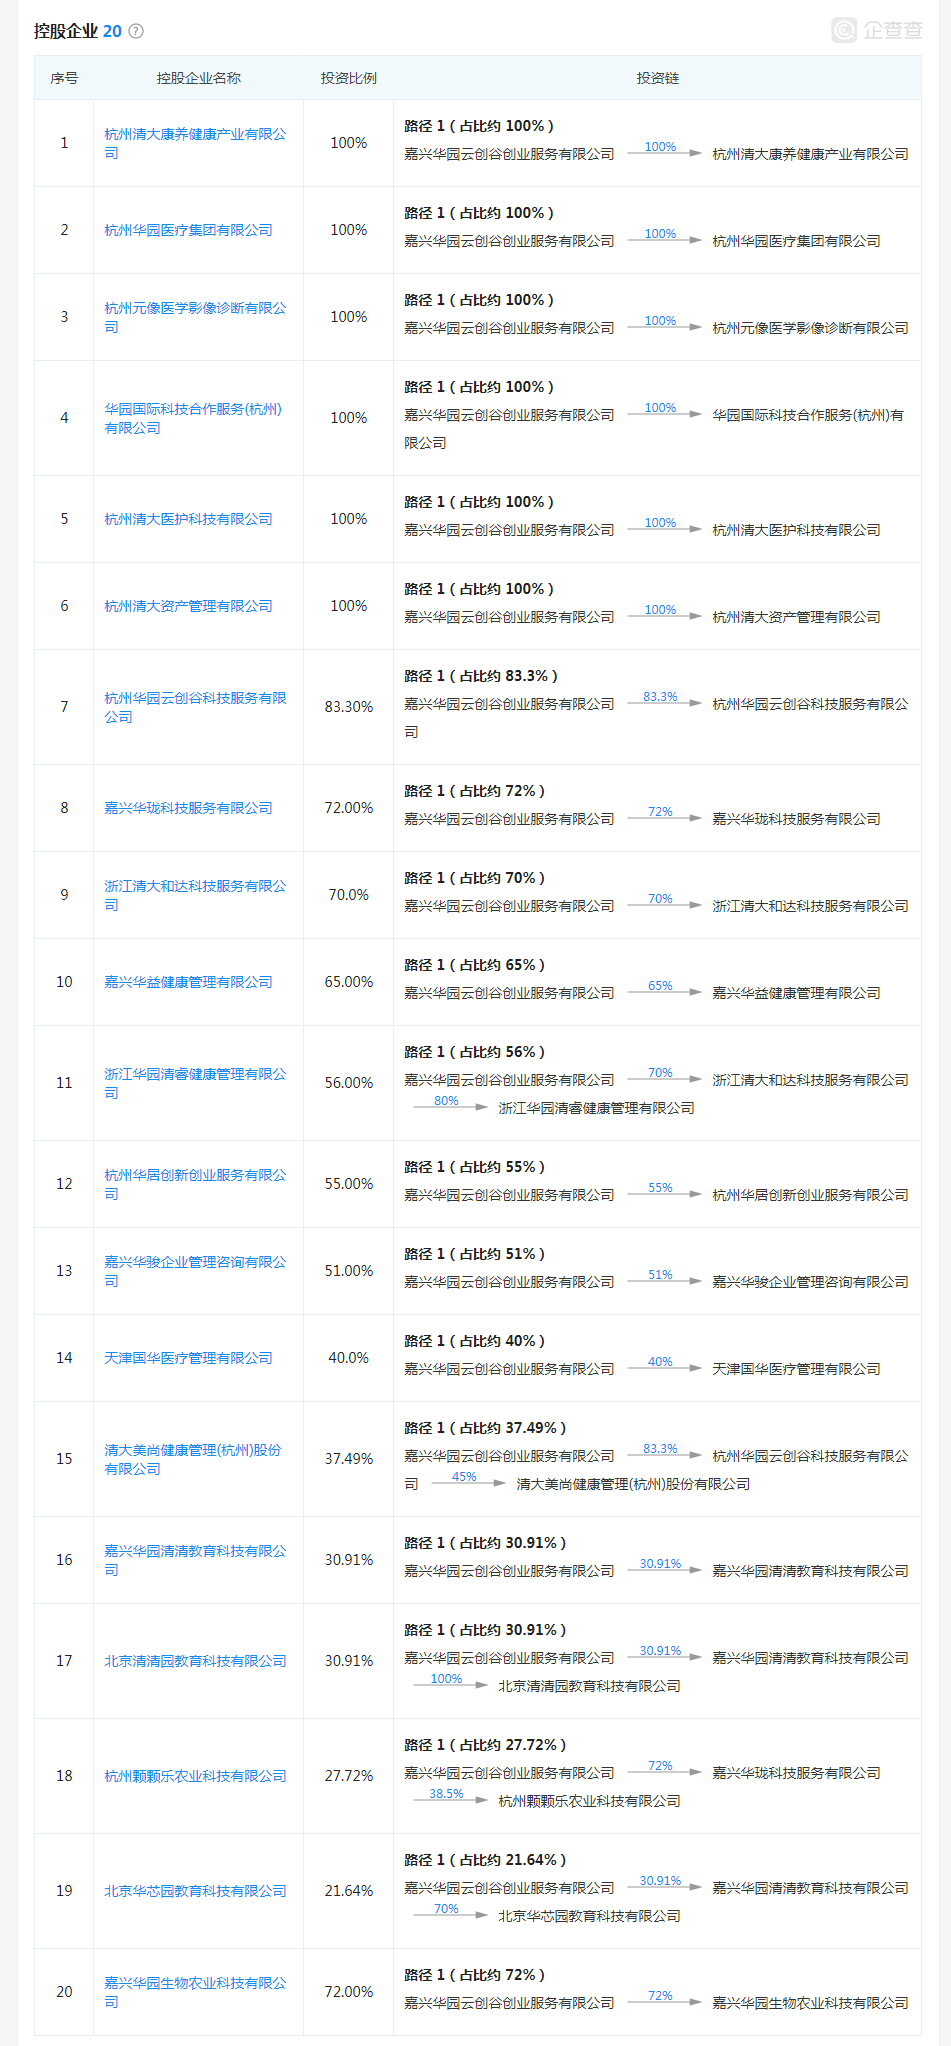 控股企业 20 ?
企查查
序号 控股企业名称 投资比例 投资链
1 杭州清大康养健康产业有限公
司 100%
路径 1（占比约 100%）
嘉兴华园云创谷创业服务有限公司 100% 杭州清大康养健康产业有限公司
2 杭州华园医疗集团有限公司 100%
路径 1（占比约 100%）
嘉兴华园云创谷创业服务有限公司 100% 杭州华园医疗集团有限公司
3 杭州元像医学影像诊断有限公
司 100%
路径 1（占比约 100%）
嘉兴华园云创谷创业服务有限公司 100% 杭州元像医学影像诊断有限公司
4 华园国际科技合作服务(杭州)
有限公司 100%
路径 1（占比约 100%）
嘉兴华园云创谷创业服务有限公司 100% 华园国际科技合作服务(杭州)有
限公司
5 杭州清大医护科技有限公司 100%
路径 1（占比约 100%）
嘉兴华园云创谷创业服务有限公司 100% 杭州清大医护科技有限公司
6 杭州清大资产管理有限公司 100%
路径 1（占比约 100%）
嘉兴华园云创谷创业服务有限公司 100% 杭州清大资产管理有限公司
7 杭州华园云创谷科技服务有限
公司 83.30%
路径 1（占比约 83.3%）
嘉兴华园云创谷创业服务有限公司 83.3% 杭州华园云创谷科技服务有限公
司
8 嘉兴华珑科技服务有限公司 72.00%
路径 1（占比约 72%）
嘉兴华园云创谷创业服务有限公司 72% 嘉兴华珑科技服务有限公司
9 浙江清大和达科技服务有限公
司 70.0%
路径 1（占比约 70%）
嘉兴华园云创谷创业服务有限公司 70% 浙江清大和达科技服务有限公司
10 嘉兴华益健康管理有限公司 65.00%
路径 1（占比约 65%）
嘉兴华园云创谷创业服务有限公司 65% 嘉兴华益健康管理有限公司
11 浙江华园清睿健康管理有限公
司 56.00%
路径 1（占比约 56%）
嘉兴华园云创谷创业服务有限公司 70% 浙江清大和达科技服务有限公司
80% 浙江华园清睿健康管理有限公司
12 杭州华居创新创业服务有限公
司 55.00%
路径 1（占比约 55%）
嘉兴华园云创谷创业服务有限公司 55% 杭州华居创新创业服务有限公司
13 嘉兴华骏企业管理咨询有限公
司 51.00%
路径 1（占比约 51%）
嘉兴华园云创谷创业服务有限公司 51% 嘉兴华骏企业管理咨询有限公司
14 天津国华医疗管理有限公司 40.0%
路径 1（占比约 40%）
嘉兴华园云创谷创业服务有限公司 40% 天津国华医疗管理有限公司
15 清大美尚健康管理(杭州)股份
有限公司 37.49%
路径 1（占比约 37.49%）
嘉兴华园云创谷创业服务有限公司 83.3% 杭州华园云创谷科技服务有限公
司 45% 清大美尚健康管理(杭州)股份有限公司
16 嘉兴华园清清教育科技有限公
司 30.91%
路径 1（占比约 30.91%）
嘉兴华园云创谷创业服务有限公司 30.91% 嘉兴华园清清教育科技有限公司
17 北京清清园教育科技有限公司 30.91%
路径 1（占比约 30.91%）
嘉兴华园云创谷创业服务有限公司 30.91% 嘉兴华园清清教育科技有限公司
100% 北京清清园教育科技有限公司
18 杭州颗颗乐农业科技有限公司 27.72%
路径 1（占比约 27.72%）
嘉兴华园云创谷创业服务有限公司 72% 嘉兴华珑科技服务有限公司
38.5% 杭州颗颗乐农业科技有限公司
19 北京华芯园教育科技有限公司 21.64%
路径 1（占比约 21.64%）
嘉兴华园云创谷创业服务有限公司 30.91% 嘉兴华园清清教育科技有限公司
70% 北京华芯园教育科技有限公司
20 嘉兴华园生物农业科技有限公
司 72.00%
路径 1（占比约 72%）
嘉兴华园云创谷创业服务有限公司 72% 嘉兴华园生物农业科技有限公司